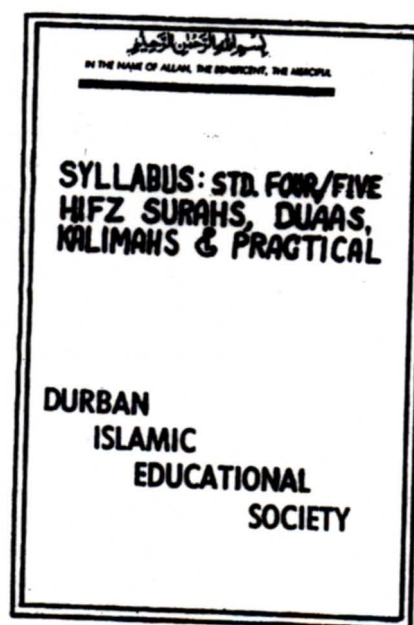 بسم الله الرحمن الرحيم
IN THE NAME OF ALLAH, THE BENEFICENT, THE MERCIFUL
SYLLABUS: STD. FOUR/FIVE
HIFZ SURAHS, DUAAS,
KALIMAHS & PRACTICAL
DURBAN
ISLAMIC
EDUCATIONAL
SOCIETY